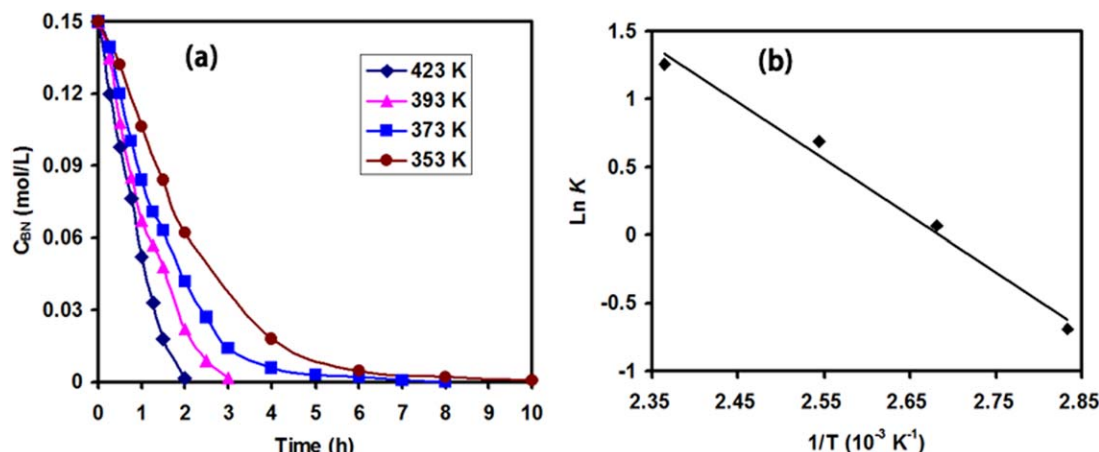 (a)
423 K
393 K
373 K
353 K
C_BN (mol/L)
0.15
0.12
0.09
0.06
0.03
0
0 1 2 3 4 5 6 7 8 9 10
Time (h)
(b)
Ln K
1.5
1
0.5
0
-0.5
-1
2.35 2.45 2.55 2.65 2.75 2.85
1/T (10⁻³ K⁻¹)